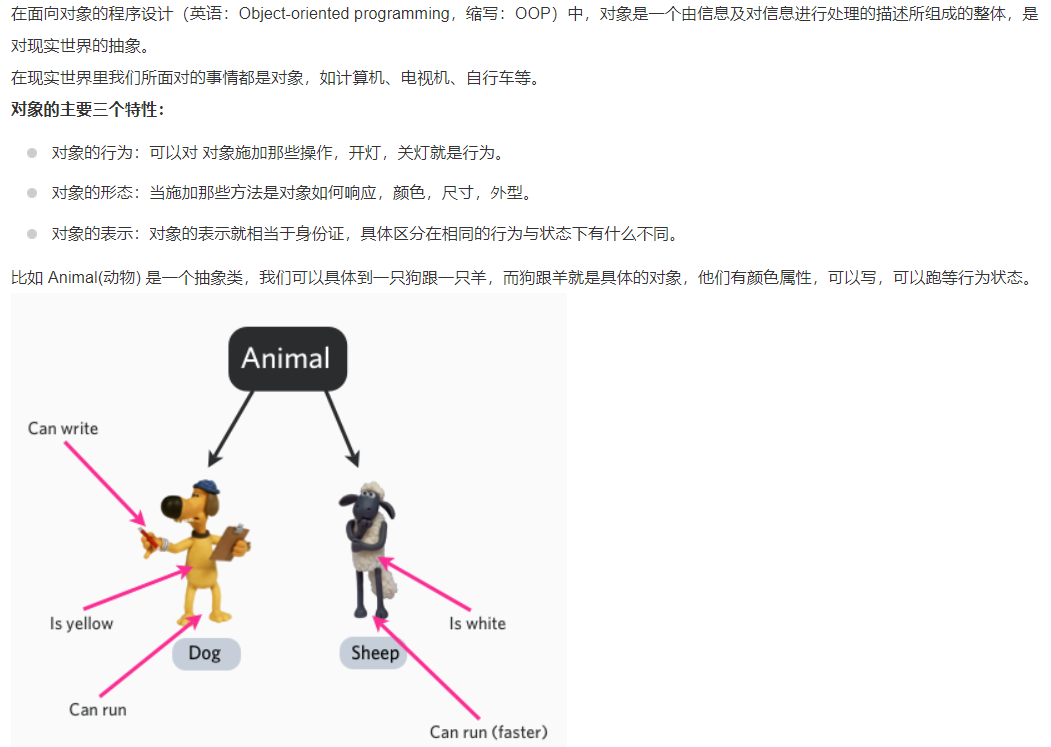 在面向对象的程序设计（英语：Object-oriented programming，缩写：OOP）中，对象是一个由信息及对信息进行处理的描述所组成的整体，是
对现实世界的抽象。
在现实世界里我们所面对的事情都是对象，如计算机、电视机、自行车等。
对象的主要三个特性：
对象的行为：可以对 对象施加那些操作，开灯，关灯就是行为。
对象的形态：当施加那些方法是对象如何响应，颜色，尺寸，外型。
对象的表示：对象的表示就相当于身份证，具体区分在相同的行为与状态下有什么不同。
比如 Animal(动物) 是一个抽象类，我们可以具体到一只狗跟一只羊，而狗跟羊就是具体的对象，他们有颜色属性，可以写，可以跑等行为状态。
Animal
Can write
Is yellow
Is white
Dog
Sheep
Can run
Can run (faster)